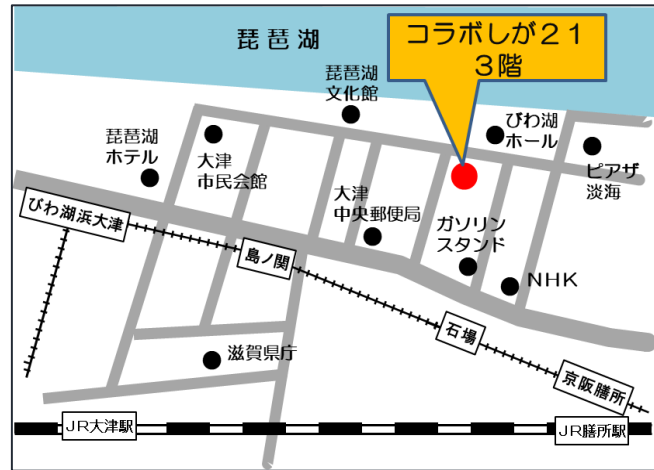 琵琶湖
コラボしが２１
３階
琵琶湖
文化館
びわ湖
ホール
琵琶湖
ホテル
大津
市民会館
ピアザ
淡海
大津
中央郵便局
ガソリン
スタンド
びわ湖浜大津
島ノ関
NHK
石場
滋賀県庁
京阪膳所
JR大津駅
JR膳所駅